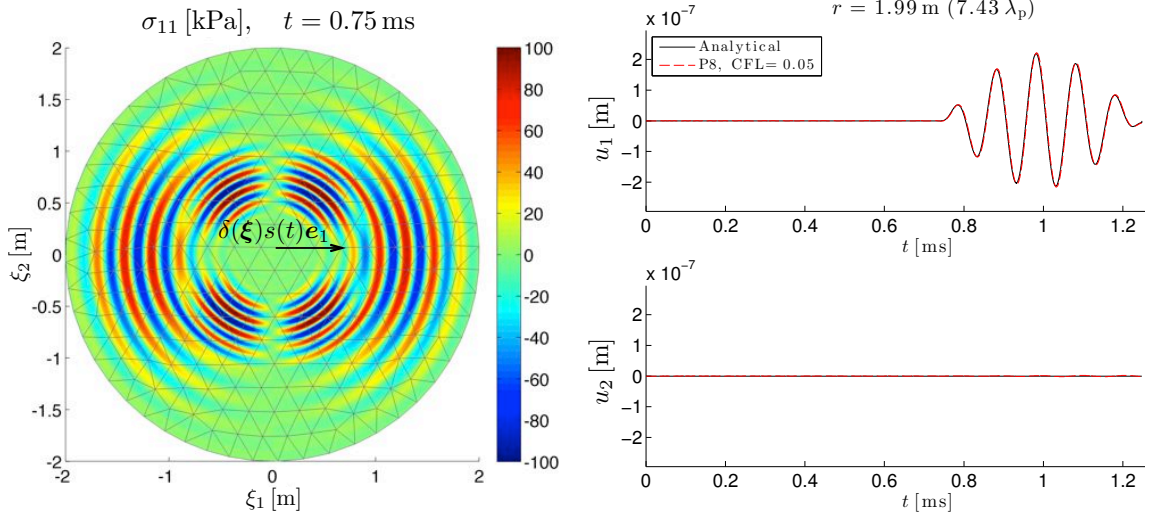 σ₁₁ [kPa],   t = 0.75 ms
2
1.5
1
0.5
0
-0.5
-1
-1.5
-2
ξ₂ [m]
-2 -1 0 1 2
ξ₁ [m]
δ(ξ)s(t)e₁
100
80
60
40
20
0
-20
-40
-60
-80
-100
r = 1.99 m (7.43 λₚ)
x 10⁻⁷
Analytical
P8, CFL= 0.05
2
1
0
−1
−2
u₁ [m]
0 0.2 0.4 0.6 0.8 1 1.2
t [ms]
x 10⁻⁷
2
1
0
−1
−2
u₂ [m]
0 0.2 0.4 0.6 0.8 1 1.2
t [ms]